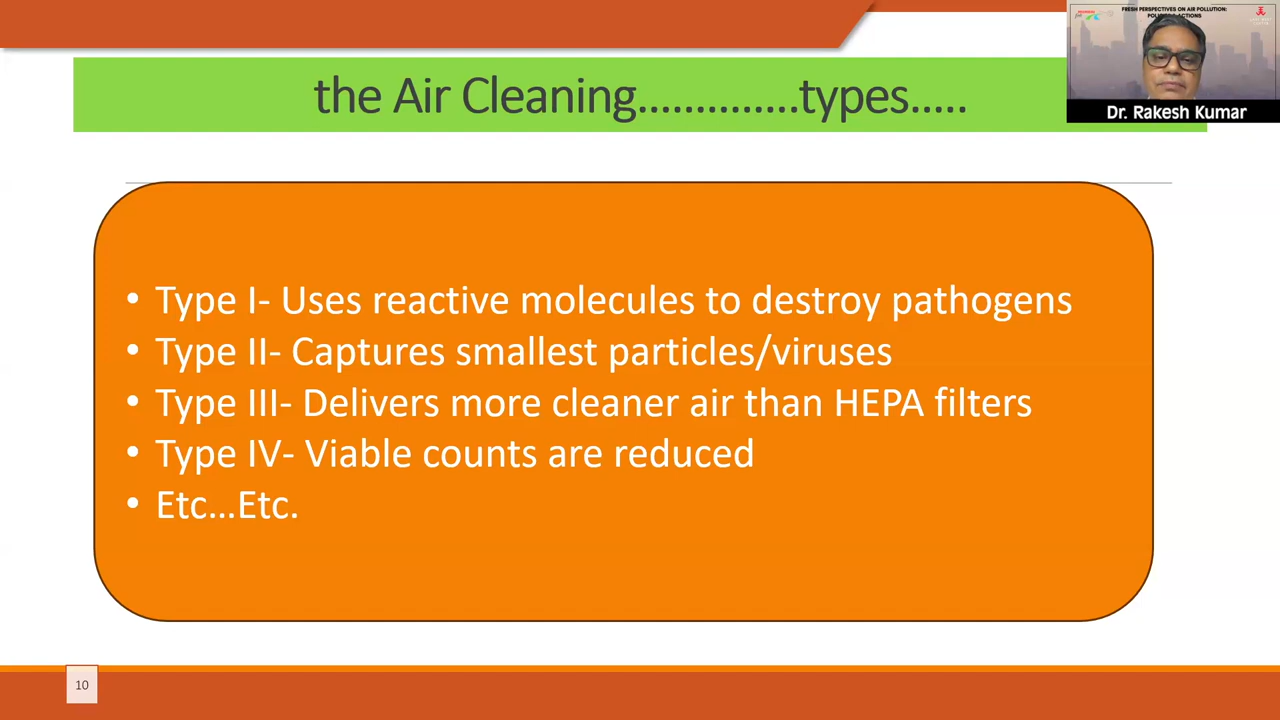 FRESH PERSPECTIVES ON AIR POLLUTION:
the Air Cleaning..............types.....
Dr. Rakesh Kumar
• Type I- Uses reactive molecules to destroy pathogens
• Type II- Captures smallest particles/viruses
• Type III- Delivers more cleaner air than HEPA filters
• Type IV- Viable counts are reduced
• Etc...Etc.
10